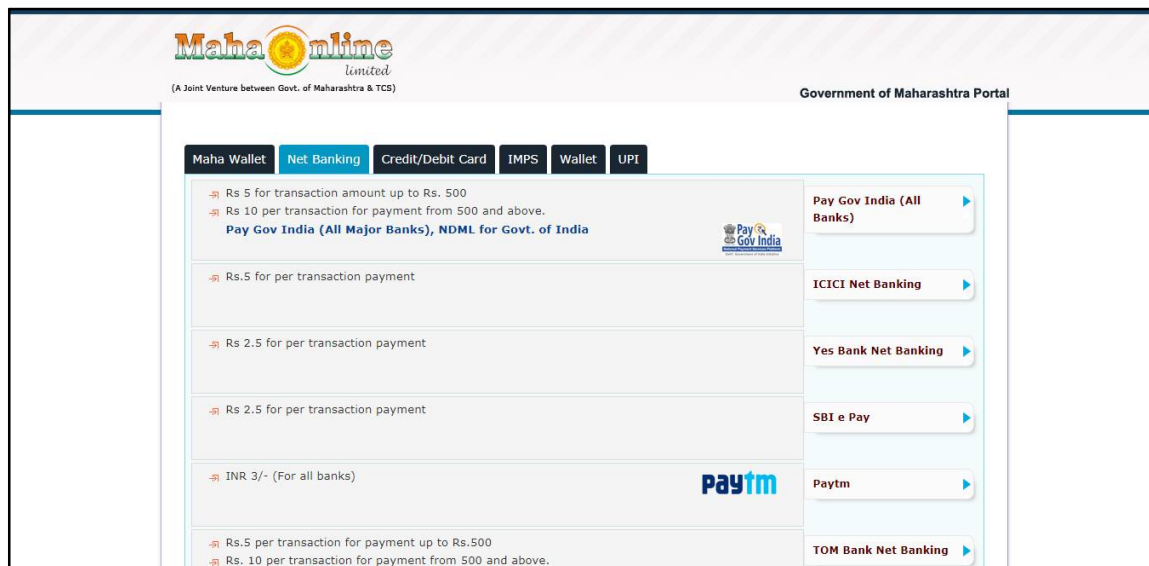 Maha Online
limited
(A Joint Venture between Govt. of Maharashtra & TCS)
Government of Maharashtra Portal
Maha Wallet Net Banking Credit/Debit Card IMPS Wallet UPI
Rs 5 for transaction amount up to Rs. 500
Rs 10 per transaction for payment from 500 and above.
Pay Gov India (All Major Banks), NDML for Govt. of India
Pay
Gov India
Pay Gov India (All
Banks)
Rs.5 for per transaction payment
ICICI Net Banking
Rs 2.5 for per transaction payment
Yes Bank Net Banking
Rs 2.5 for per transaction payment
SBI e Pay
INR 3/- (For all banks)
paytm
Paytm
Rs.5 per transaction for payment up to Rs.500
Rs. 10 per transaction for payment from 500 and above.
TOM Bank Net Banking